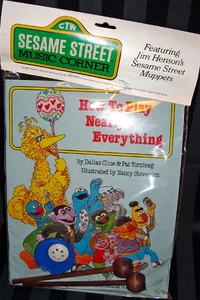 CTW
SESAME STREET
MUSIC CORNER
Featuring
Jim Henson's
Sesame Street
Muppets
How To Play
Nearly
Everything
By Dallas Cline & Pat Tornborg
Illustrated by Nancy Stevenson